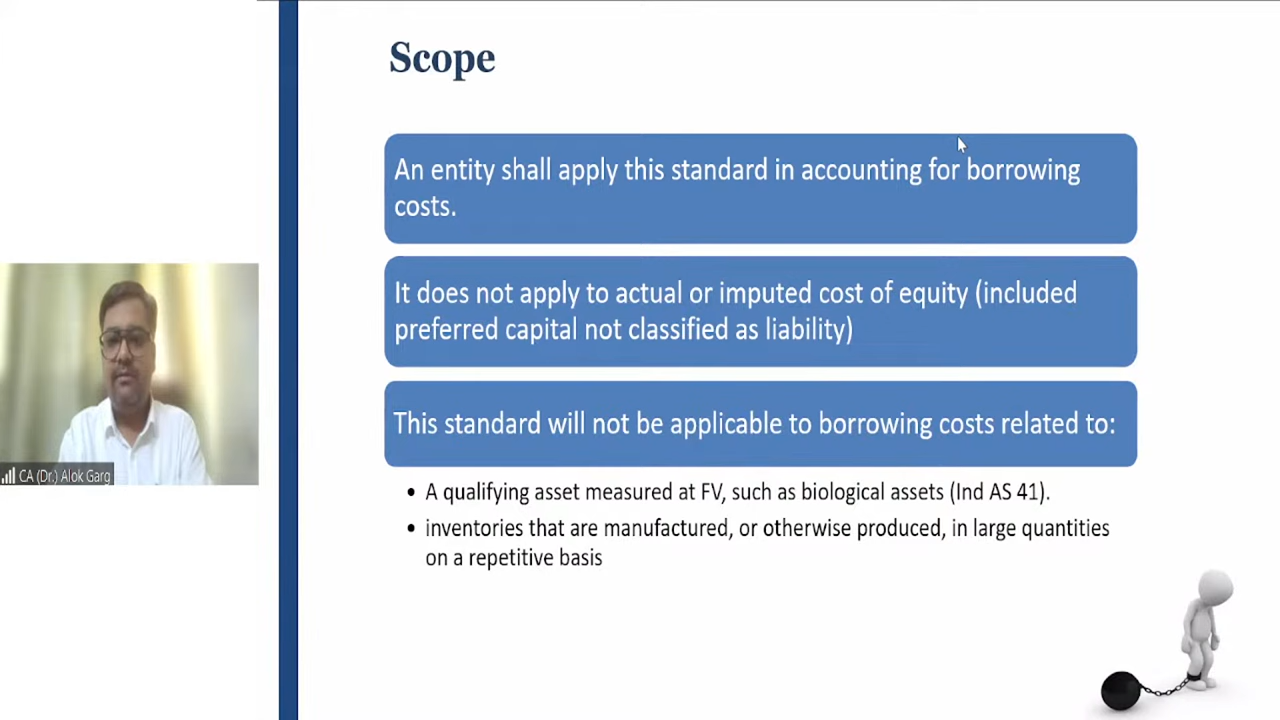 Scope
An entity shall apply this standard in accounting for borrowing
costs.
It does not apply to actual or imputed cost of equity (included
preferred capital not classified as liability)
This standard will not be applicable to borrowing costs related to:
• A qualifying asset measured at FV, such as biological assets (Ind AS 41).
• inventories that are manufactured, or otherwise produced, in large quantities
on a repetitive basis
CA (Dr.) Alok Garg